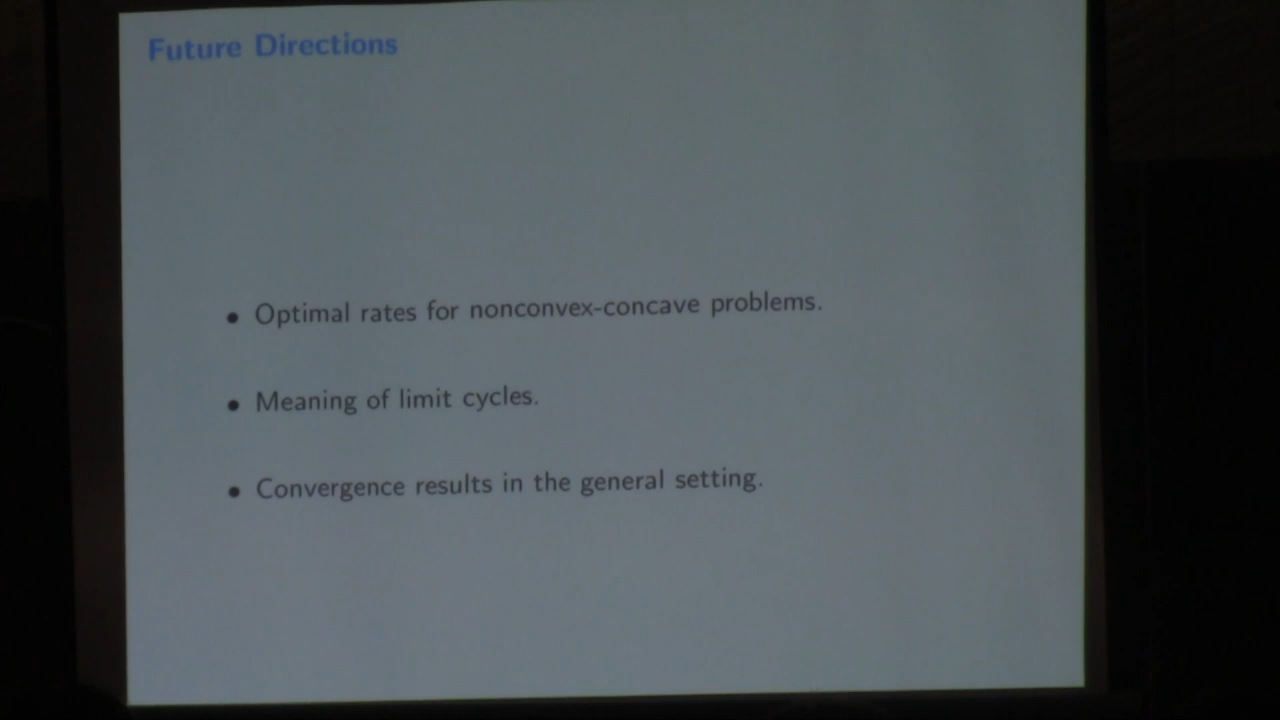 Future Directions
• Optimal rates for nonconvex-concave problems.
• Meaning of limit cycles.
• Convergence results in the general setting.